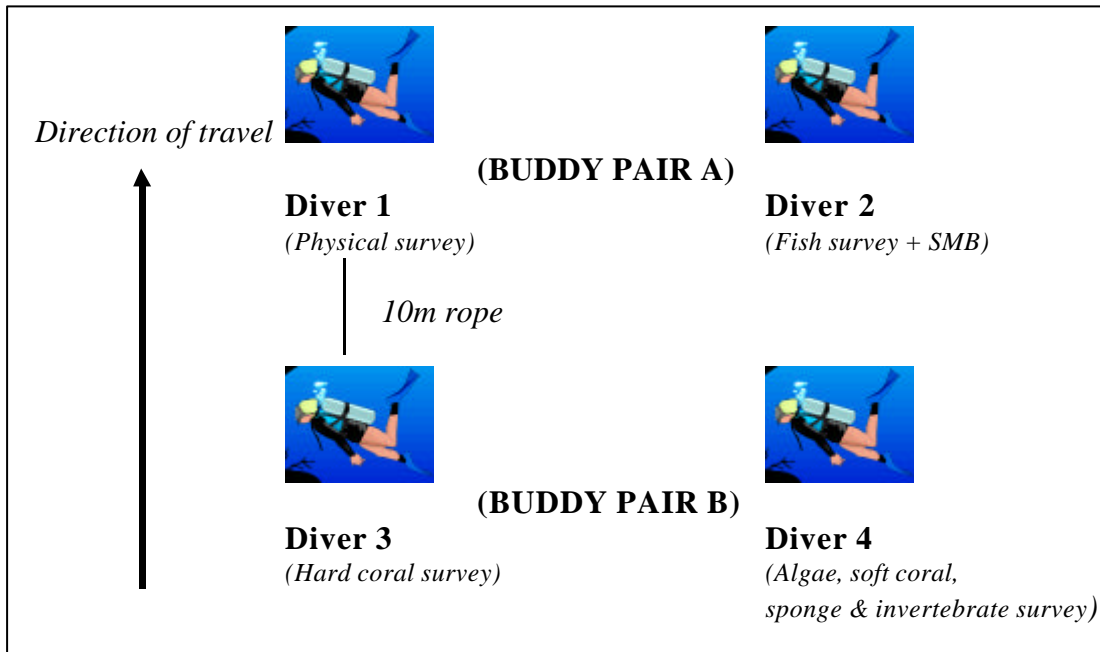 Direction of travel
(BUDDY PAIR A)
Diver 1
(Physical survey)
Diver 2
(Fish survey + SMB)
10m rope
(BUDDY PAIR B)
Diver 3
(Hard coral survey)
Diver 4
(Algae, soft coral,
sponge & invertebrate survey)